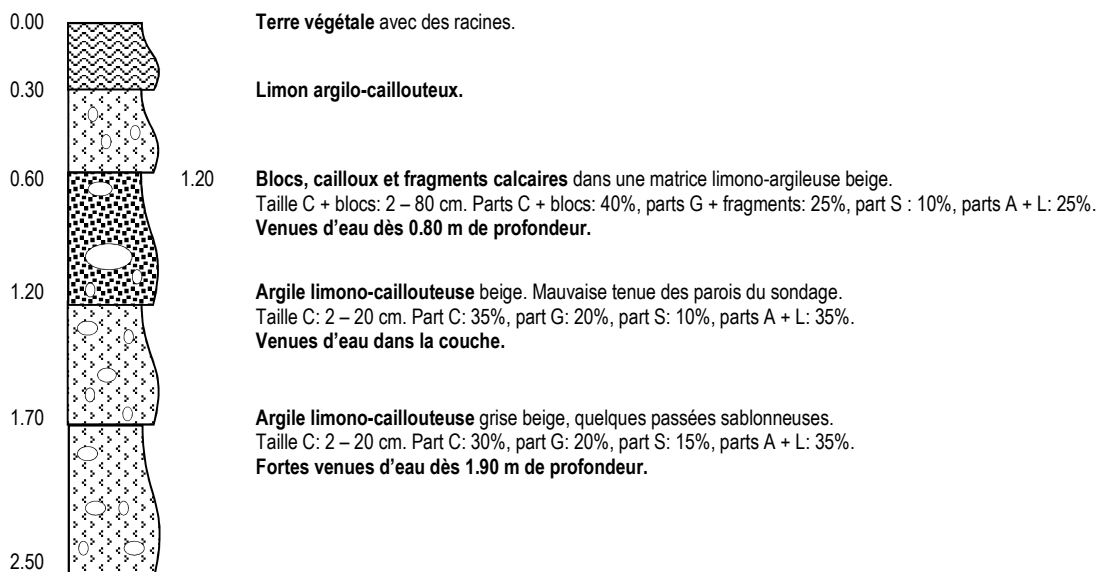 0.00 Terre végétale avec des racines.
0.30 Limon argilo-caillouteux.
0.60 1.20 Blocs, cailloux et fragments calcaires dans une matrice limono-argileuse beige.
Taille C + blocs: 2 – 80 cm. Parts C + blocs: 40%, parts G + fragments: 25%, part S : 10%, parts A + L: 25%.
Venues d’eau dès 0.80 m de profondeur.
1.20 Argile limono-caillouteuse beige. Mauvaise tenue des parois du sondage.
Taille C: 2 – 20 cm. Part C: 35%, part G: 20%, part S: 10%, parts A + L: 35%.
Venues d’eau dans la couche.
1.70 Argile limono-caillouteuse grise beige, quelques passées sablonneuses.
Taille C: 2 – 20 cm. Part C: 30%, part G: 20%, part S: 15%, parts A + L: 35%.
Fortes venues d’eau dès 1.90 m de profondeur.
2.50